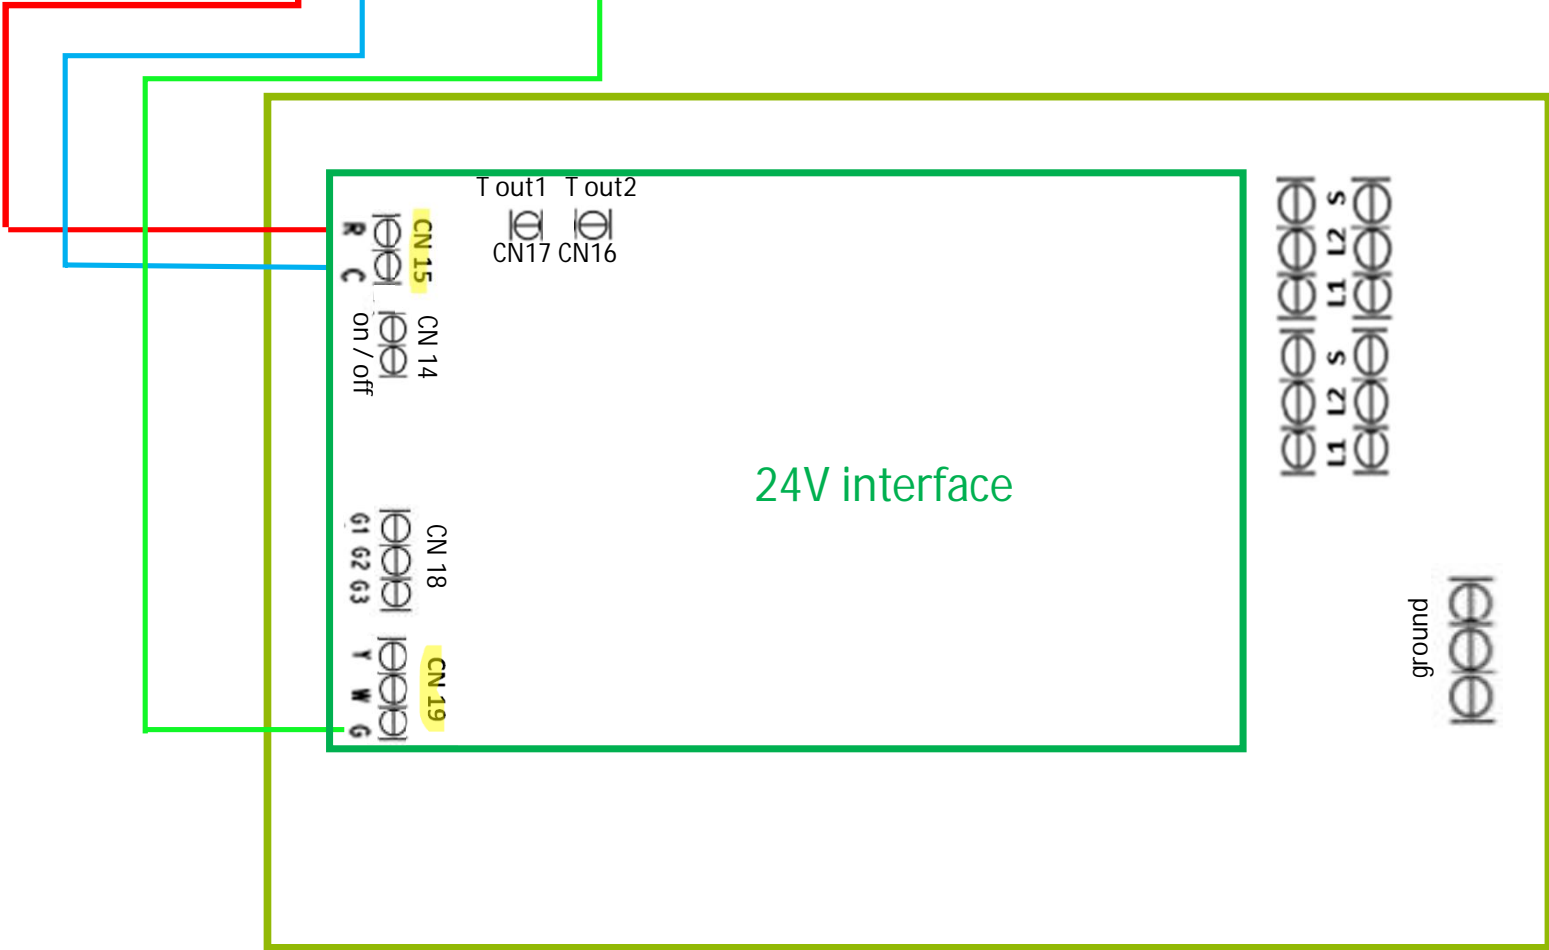 T out1 T out2
CN17 CN16
R
C
CN 15
on / off
CN 14
G1
G2
G3
CN 18
Y
W
G
CN 19
24V interface
S
L2
L1
S
L2
L1
ground